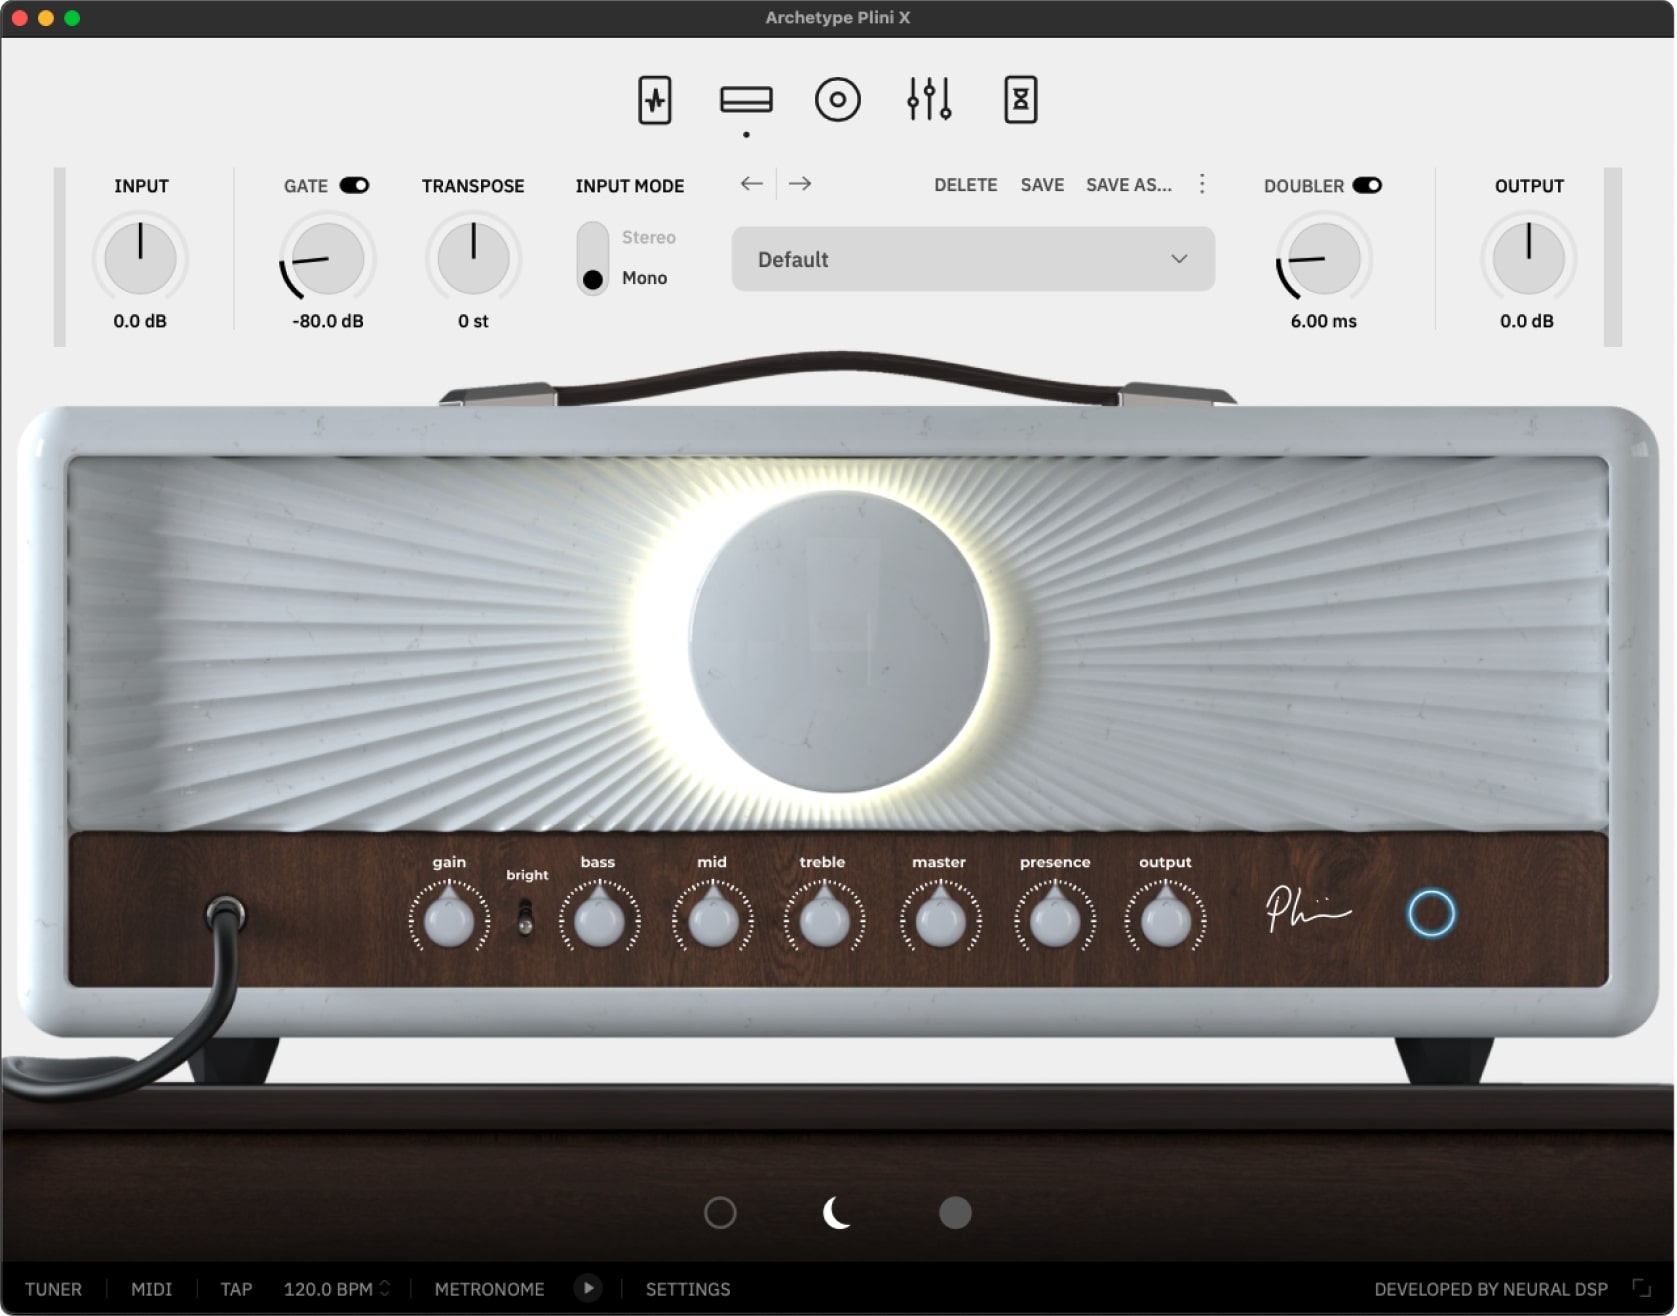 Archetype Plini X
INPUT
GATE
TRANSPOSE
INPUT MODE
DELETE
SAVE
SAVE AS...
DOUBLER
OUTPUT
Stereo
Mono
Default
0.0 dB
-80.0 dB
0 st
6.00 ms
0.0 dB
gain
bright
bass
mid
treble
master
presence
output
Plini
TUNER
MIDI
TAP
120.0 BPM
METRONOME
SETTINGS
DEVELOPED BY NEURAL DSP